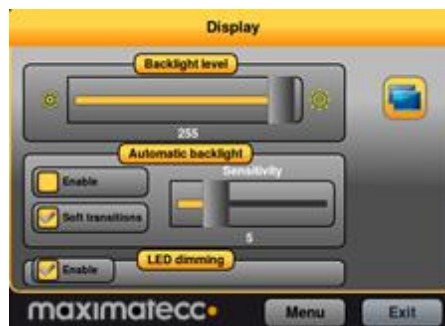 Display
Backlight level
255
Automatic backlight
Enable
Sensitivity
Soft transitions
5
LED dimming
Enable
maximatecc
Menu
Exit